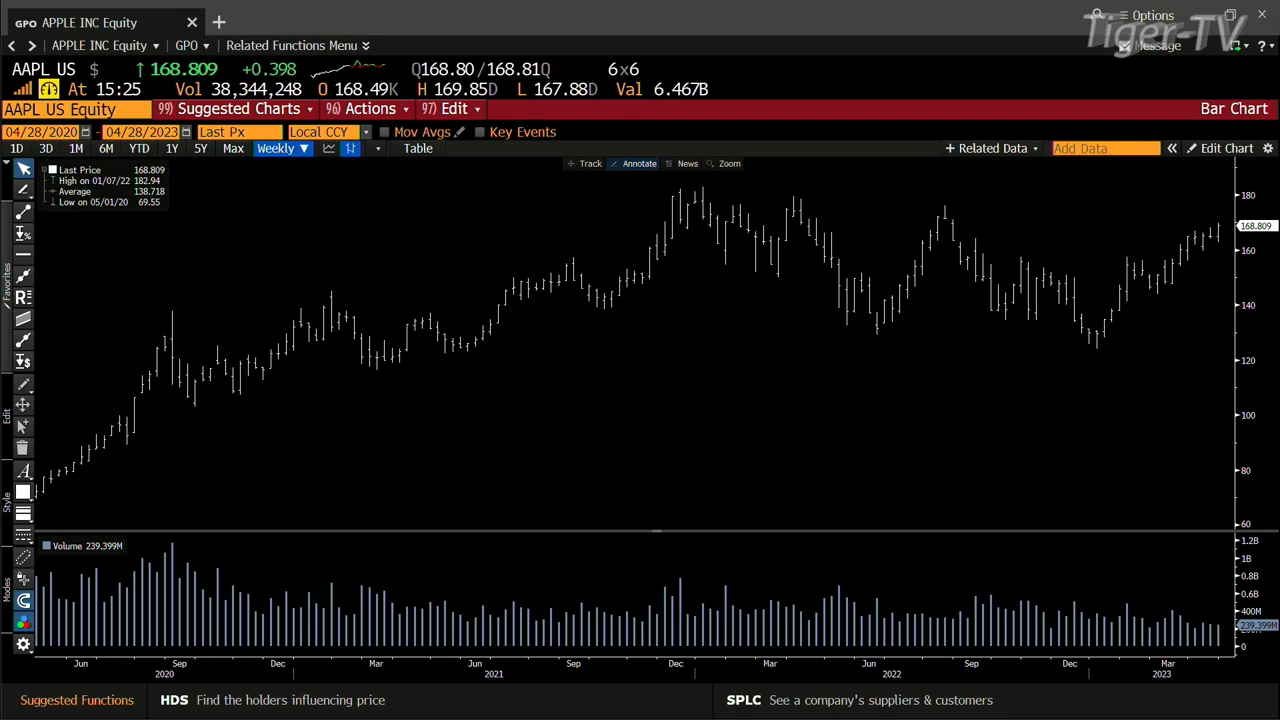 GPO APPLE INC Equity
Options
Tiger-TV
APPLE INC Equity GPO Related Functions Menu
Message
?
AAPL US $ 168.809 +0.398 Q168.80/168.81Q 6x6
At 15:25 Vol 38,344,248 O 168.49K H 169.85D L 167.88D Val 6.467B
AAPL US Equity 99) Suggested Charts 96) Actions 97) Edit Bar Chart
04/28/2020 - 04/28/2023 Last Px Local CCY Mov Avgs Key Events
1D 3D 1M 6M YTD 1Y 5Y Max Weekly Table + Related Data Add Data Edit Chart
Track Annotate News Zoom
Last Price 168.809
High on 01/07/22 182.94
Average 138.718
Low on 05/01/20 69.55
Favorites
Edit
Style
Modes
180
168.809
160
140
120
100
80
60
Volume 239.399M
1.2B
1B
0.8B
0.6B
400M
239.399M
0
Jun Sep Dec Mar Jun Sep Dec Mar Jun Sep Dec Mar
2020 2021 2022 2023
Suggested Functions HDS Find the holders influencing price SPLC See a company's suppliers & customers